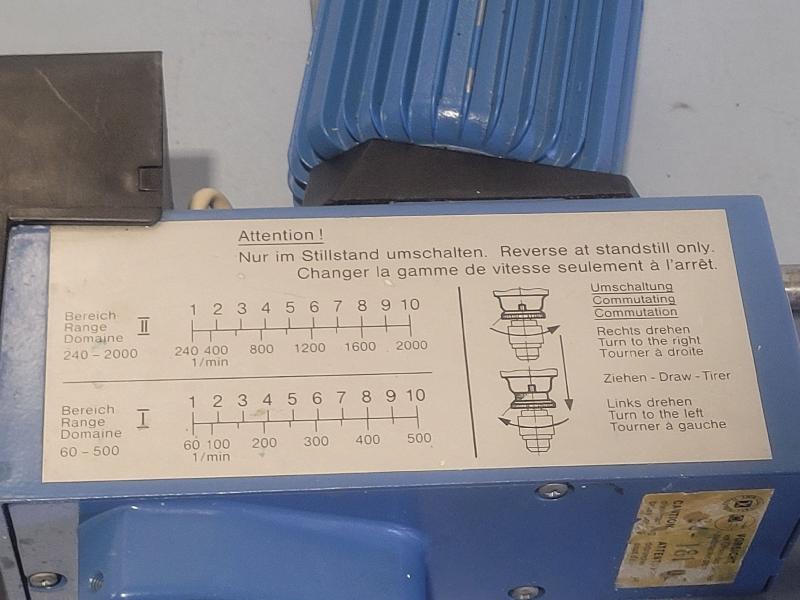 Attention !
Nur im Stillstand umschalten. Reverse at standstill only.
Changer la gamme de vitesse seulement à l'arrêt.
Bereich
Range
Domaine
240 – 2000
II
1 2 3 4 5 6 7 8 9 10
240 400 800 1200 1600 2000
1/min
Bereich
Range
Domaine
60 – 500
I
1 2 3 4 5 6 7 8 9 10
60 100 200 300 400 500
1/min
Umschaltung
Commutating
Commutation
Rechts drehen
Turn to the right
Tourner à droite
Ziehen - Draw - Tirer
Links drehen
Turn to the left
Tourner à gauche
VORSICHT
CAUTION